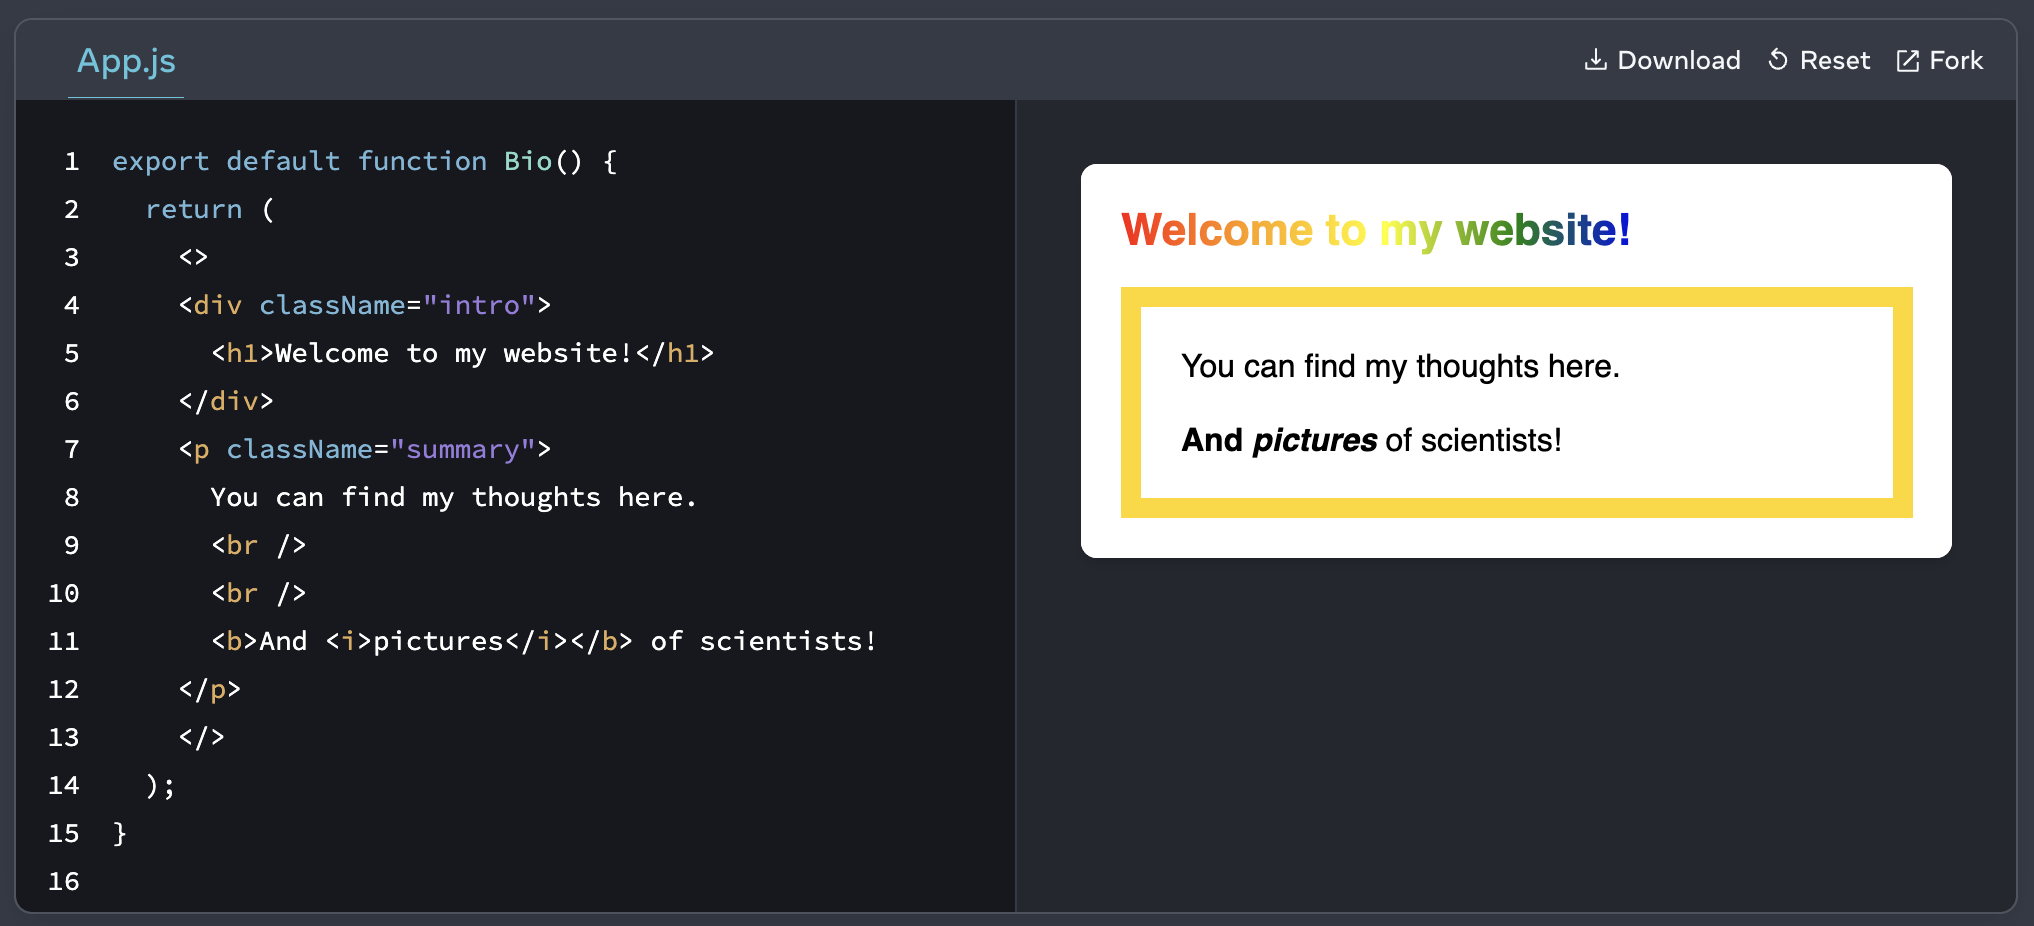 App.js
Download Reset Fork
1 export default function Bio() {
2 return (
3 <>
4 <div className="intro">
5 <h1>Welcome to my website!</h1>
6 </div>
7 <p className="summary">
8 You can find my thoughts here.
9 <br />
10 <br />
11 <b>And <i>pictures</i></b> of scientists!
12 </p>
13 </>
14 );
15 }
16
Welcome to my website!
You can find my thoughts here.
And pictures of scientists!